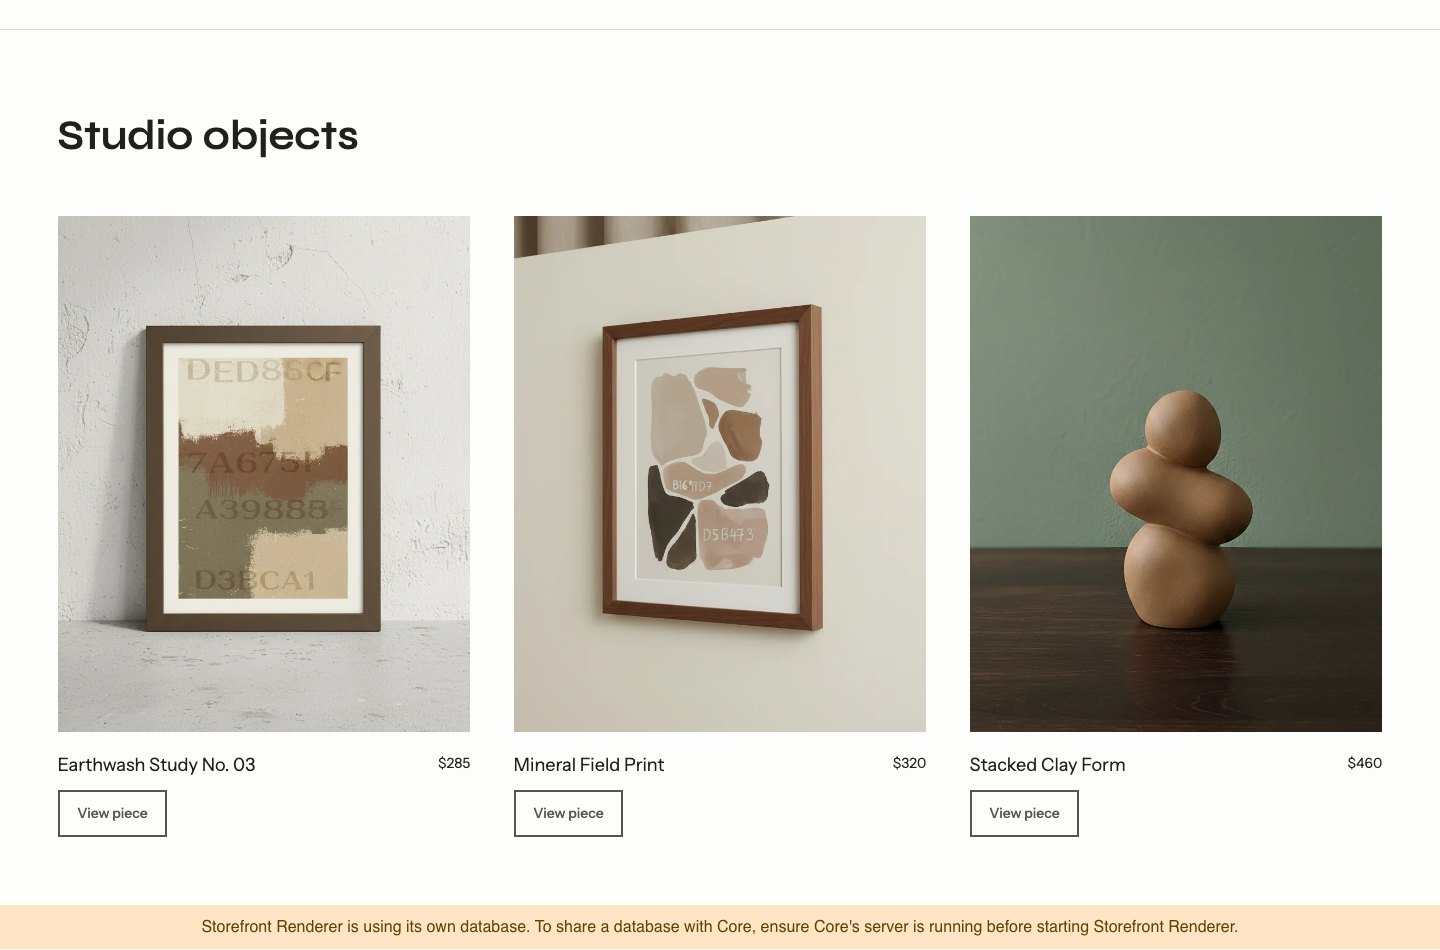 Studio objects
DED86CF
7A675
A39885
D3BCA1
D5B473
Earthwash Study No. 03
$285
View piece
Mineral Field Print
$320
View piece
Stacked Clay Form
$460
View piece
Storefront Renderer is using its own database. To share a database with Core, ensure Core's server is running before starting Storefront Renderer.